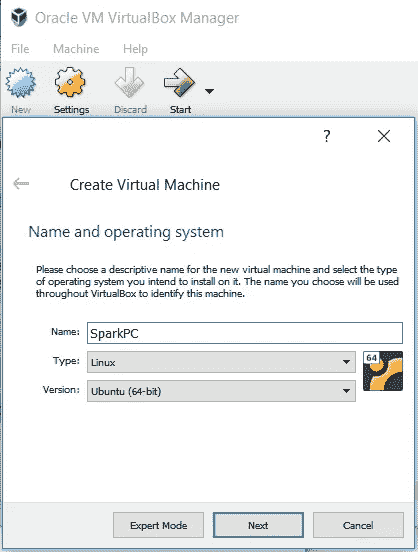 Oracle VM VirtualBox Manager
File Machine Help
New Settings Discard Start
? 
Create Virtual Machine
Name and operating system
Please choose a descriptive name for the new virtual machine and select the type
of operating system you intend to install on it. The name you choose will be used
throughout VirtualBox to identify this machine.
Name: SparkPC
Type: Linux
64
Version: Ubuntu (64-bit)
Expert Mode Next Cancel